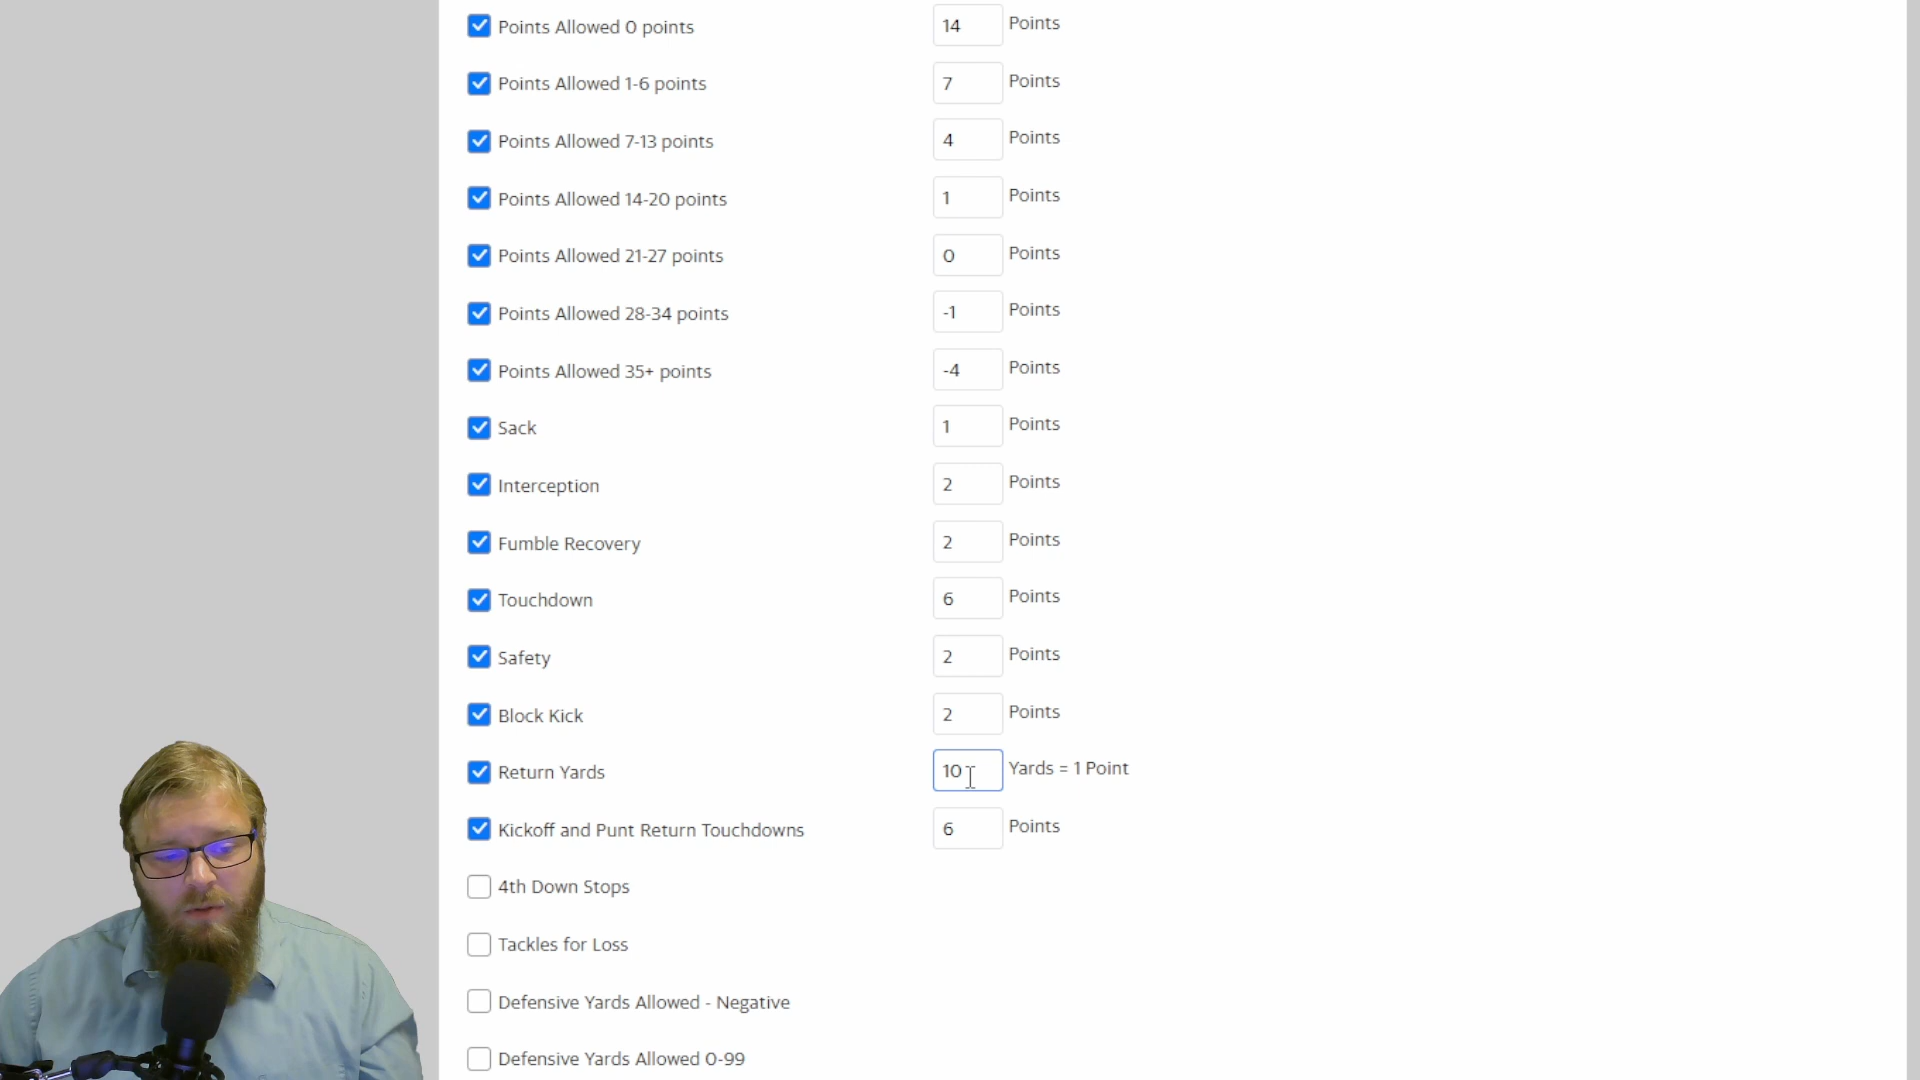 Points Allowed 0 points 14 Points
Points Allowed 1-6 points 7 Points
Points Allowed 7-13 points 4 Points
Points Allowed 14-20 points 1 Points
Points Allowed 21-27 points 0 Points
Points Allowed 28-34 points -1 Points
Points Allowed 35+ points -4 Points
Sack 1 Points
Interception 2 Points
Fumble Recovery 2 Points
Touchdown 6 Points
Safety 2 Points
Block Kick 2 Points
Return Yards 10 Yards = 1 Point
Kickoff and Punt Return Touchdowns 6 Points
4th Down Stops
Tackles for Loss
Defensive Yards Allowed - Negative
Defensive Yards Allowed 0-99